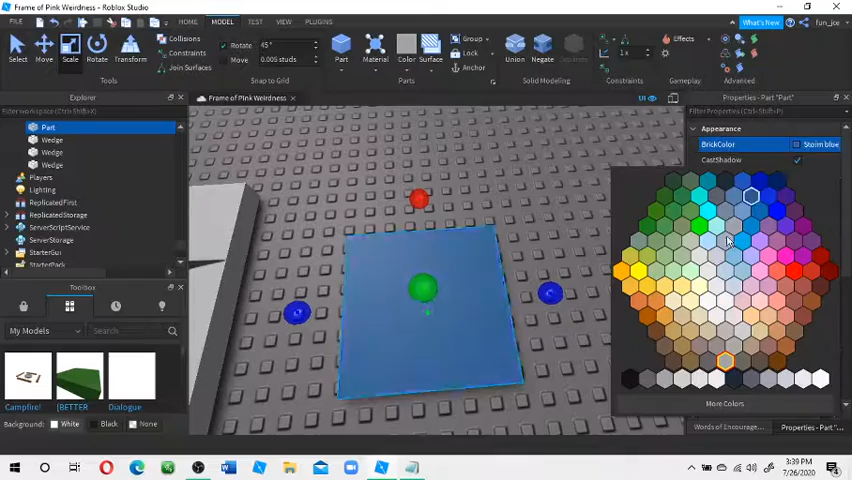 Frame of Pink Weirdness - Roblox Studio
FILE HOME MODEL TEST VIEW PLUGINS What's New fun_ice
Select Move Scale Rotate Transform
Collisions
Constraints
Join Surfaces
Tools
Rotate 45°
Move 0.005 studs
Snap to Grid
Part Material Color Surface
Group
Lock
Anchor
Parts
Union Negate Separate
Solid Modeling
1x
Constraints
Effects
Gameplay
Advanced
Explorer
Filter workspace (Ctrl+Shift+X)
Part
Wedge
Wedge
Wedge
Players
Lighting
ReplicatedFirst
ReplicatedStorage
ServerScriptService
ServerStorage
StarterGui
StarterPack
Toolbox
My Models Search
Campfire!
[BETTER
Dialogue
Background: White Black None
Frame of Pink Weirdness
UI
Properties - Part "Part"
Filter Properties (Ctrl+Shift+P)
Appearance
BrickColor Storm blue
CastShadow
More Colors
Words of Encourage... Properties - Part "Par...
3:39 PM
7/26/2020
4